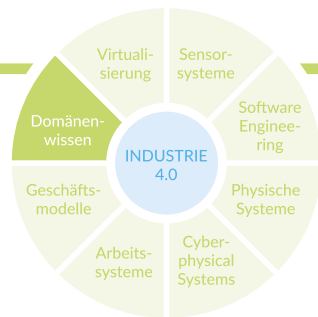 Virtuali-
sierung
Sensor-
systeme
Software
Enginee-
ring
Physische
Systeme
Cyber-
physical
Systems
Arbeits-
systeme
Geschäfts-
modelle
Domänen-
wissen
INDUSTRIE
4.0